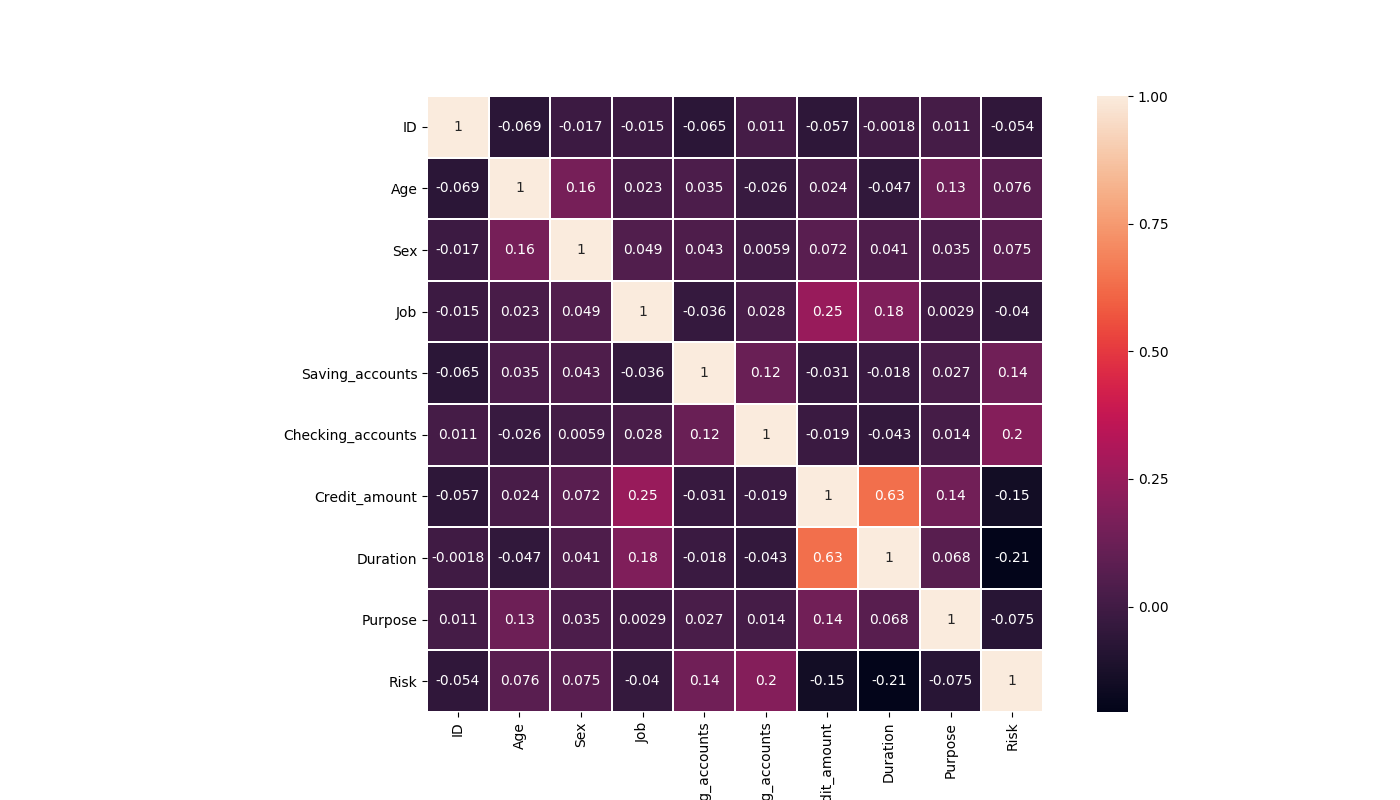 ID 1 -0.069 -0.017 -0.015 -0.065 0.011 -0.057 -0.0018 0.011 -0.054
Age -0.069 1 0.16 0.023 0.035 -0.026 0.024 -0.047 0.13 0.076
Sex -0.017 0.16 1 0.049 0.043 0.0059 0.072 0.041 0.035 0.075
Job -0.015 0.023 0.049 1 -0.036 0.028 0.25 0.18 0.0029 -0.04
Saving_accounts -0.065 0.035 0.043 -0.036 1 0.12 -0.031 -0.018 0.027 0.14
Checking_accounts 0.011 -0.026 0.0059 0.028 0.12 1 -0.019 -0.043 0.014 0.2
Credit_amount -0.057 0.024 0.072 0.25 -0.031 -0.019 1 0.63 0.14 -0.15
Duration -0.0018 -0.047 0.041 0.18 -0.018 -0.043 0.63 1 0.068 -0.21
Purpose 0.011 0.13 0.035 0.0029 0.027 0.014 0.14 0.068 1 -0.075
Risk -0.054 0.076 0.075 -0.04 0.14 0.2 -0.15 -0.21 -0.075 1
ID
Age
Sex
Job
g_accounts
g_accounts
dit_amount
Duration
Purpose
Risk
1.00
0.75
0.50
0.25
0.00